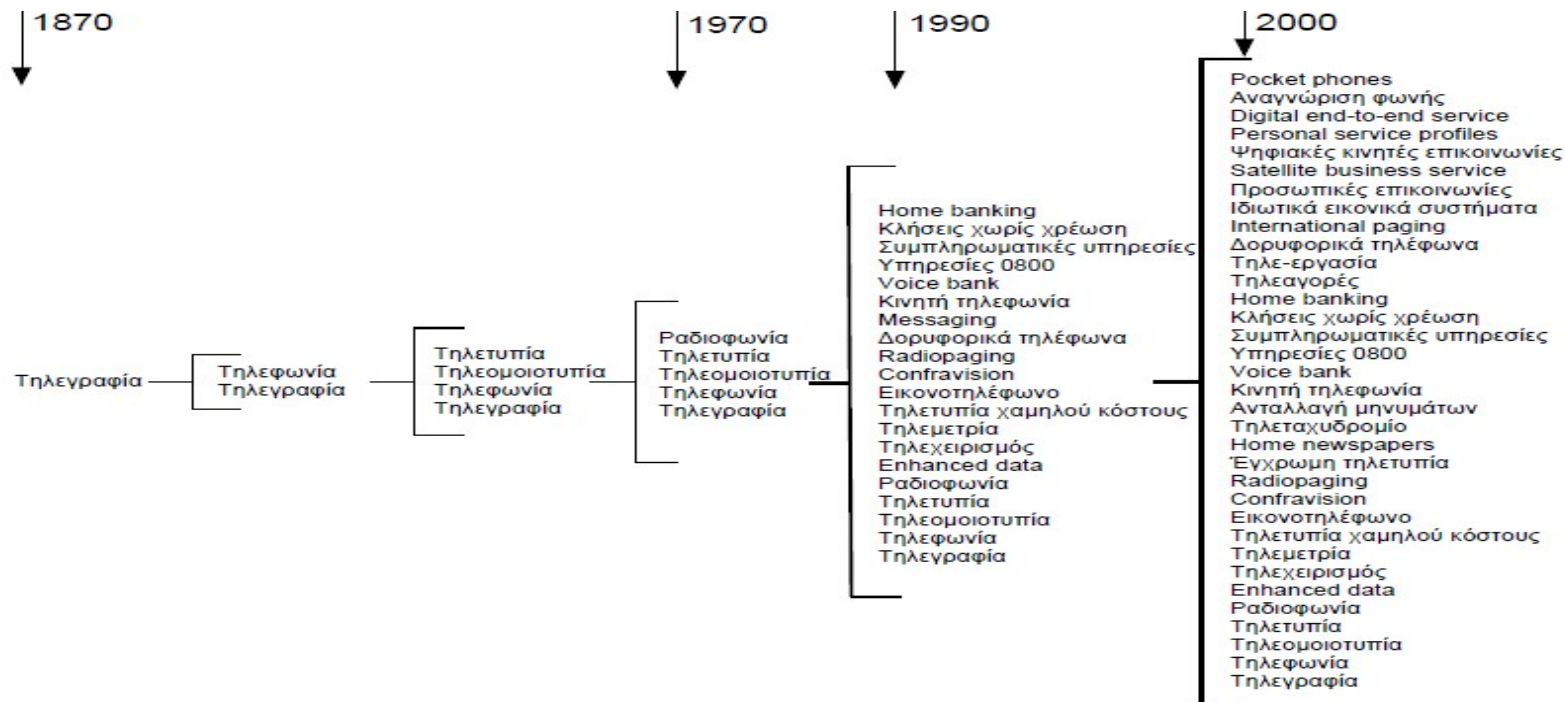 1870
1970
1990
2000
Τηλεγραφία
Τηλεφωνία
Τηλεγραφία
Τηλετυπία
Τηλεομοιοτυπία
Τηλεφωνία
Τηλεγραφία
Ραδιοφωνία
Τηλετυπία
Τηλεομοιοτυπία
Τηλεφωνία
Τηλεγραφία
Home banking
Κλήσεις χωρίς χρέωση
Συμπληρωματικές υπηρεσίες
Υπηρεσίες 0800
Voice bank
Κινητή τηλεφωνία
Messaging
Δορυφορικά τηλέφωνα
Radiopaging
Confravision
Εικονοτηλέφωνο
Τηλετυπία χαμηλού κόστους
Τηλεμετρία
Τηλεχειρισμός
Enhanced data
Ραδιοφωνία
Τηλετυπία
Τηλεομοιοτυπία
Τηλεφωνία
Τηλεγραφία
Pocket phones
Αναγνώριση φωνής
Digital end-to-end service
Personal service profiles
Ψηφιακές κινητές επικοινωνίες
Satellite business service
Προσωπικές επικοινωνίες
Ιδιωτικά εικονικά συστήματα
International paging
Δορυφορικά τηλέφωνα
Τηλε-εργασία
Τηλεαγορές
Home banking
Κλήσεις χωρίς χρέωση
Συμπληρωματικές υπηρεσίες
Υπηρεσίες 0800
Voice bank
Κινητή τηλεφωνία
Ανταλλαγή μηνυμάτων
Τηλεταχυδρομίο
Home newspapers
Έγχρωμη τηλετυπία
Radiopaging
Confravision
Εικονοτηλέφωνο
Τηλετυπία χαμηλού κόστους
Τηλεμετρία
Τηλεχειρισμός
Enhanced data
Ραδιοφωνία
Τηλετυπία
Τηλεομοιοτυπία
Τηλεφωνία
Τηλεγραφία